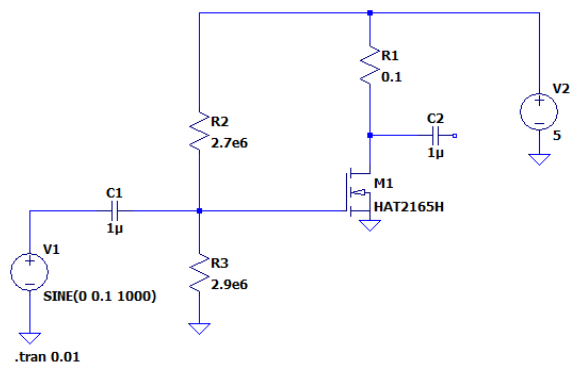 R1
0.1
V2
5
R2
2.7e6
C2
1µ
M1
HAT2165H
C1
1µ
V1
SINE(0 0.1 1000)
R3
2.9e6
.tran 0.01